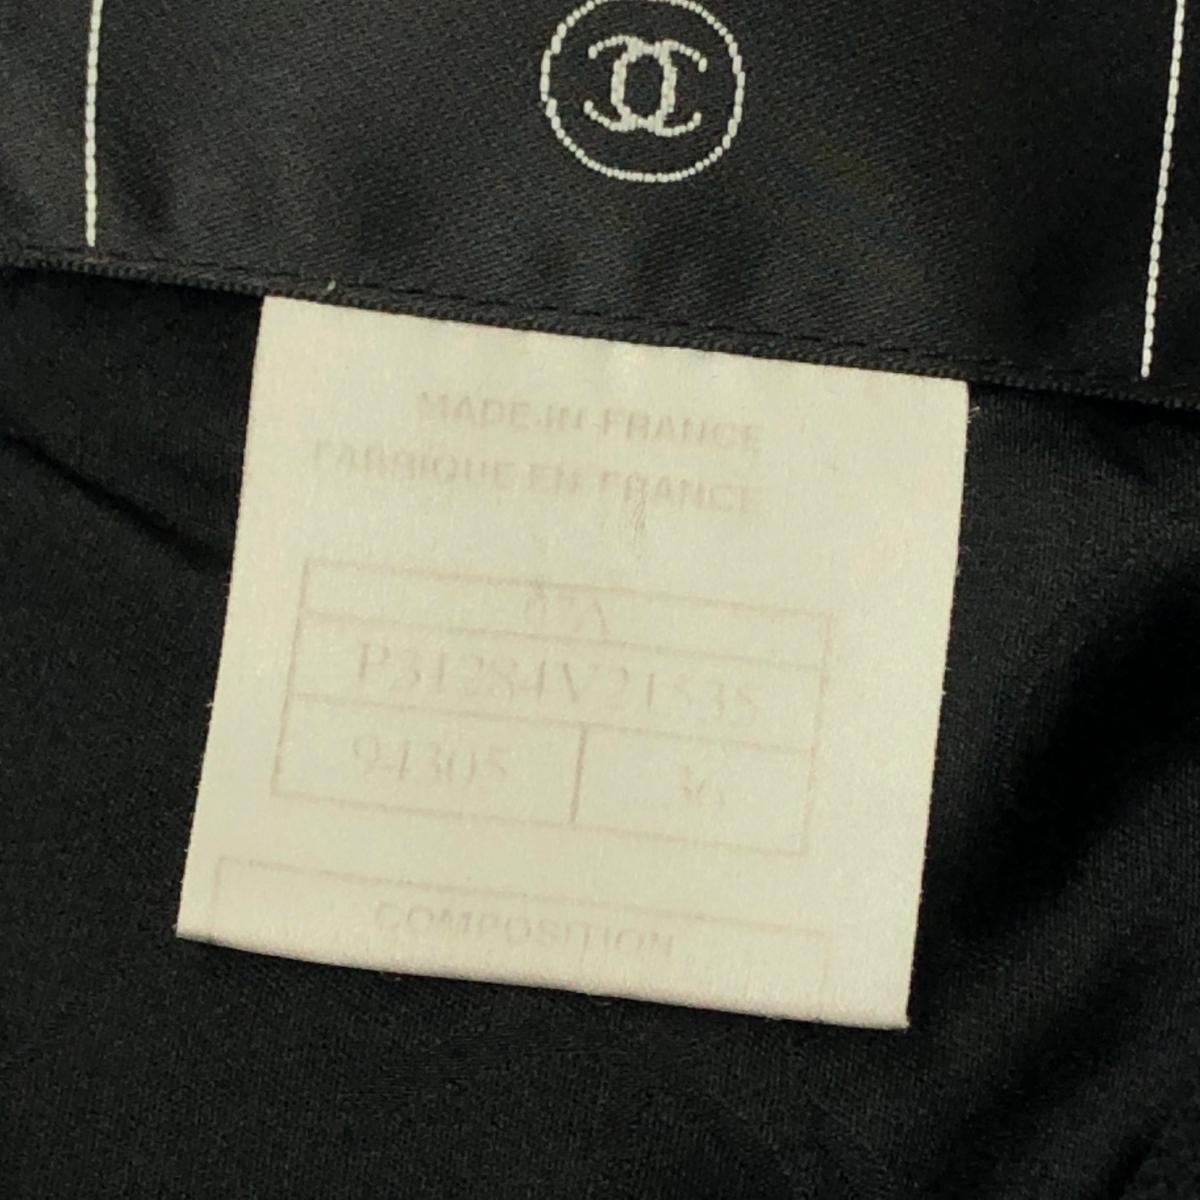 MADE IN FRANCE
FABRIQUE EN FRANCE
07A
P31284V21535
94305 36
COMPOSITION